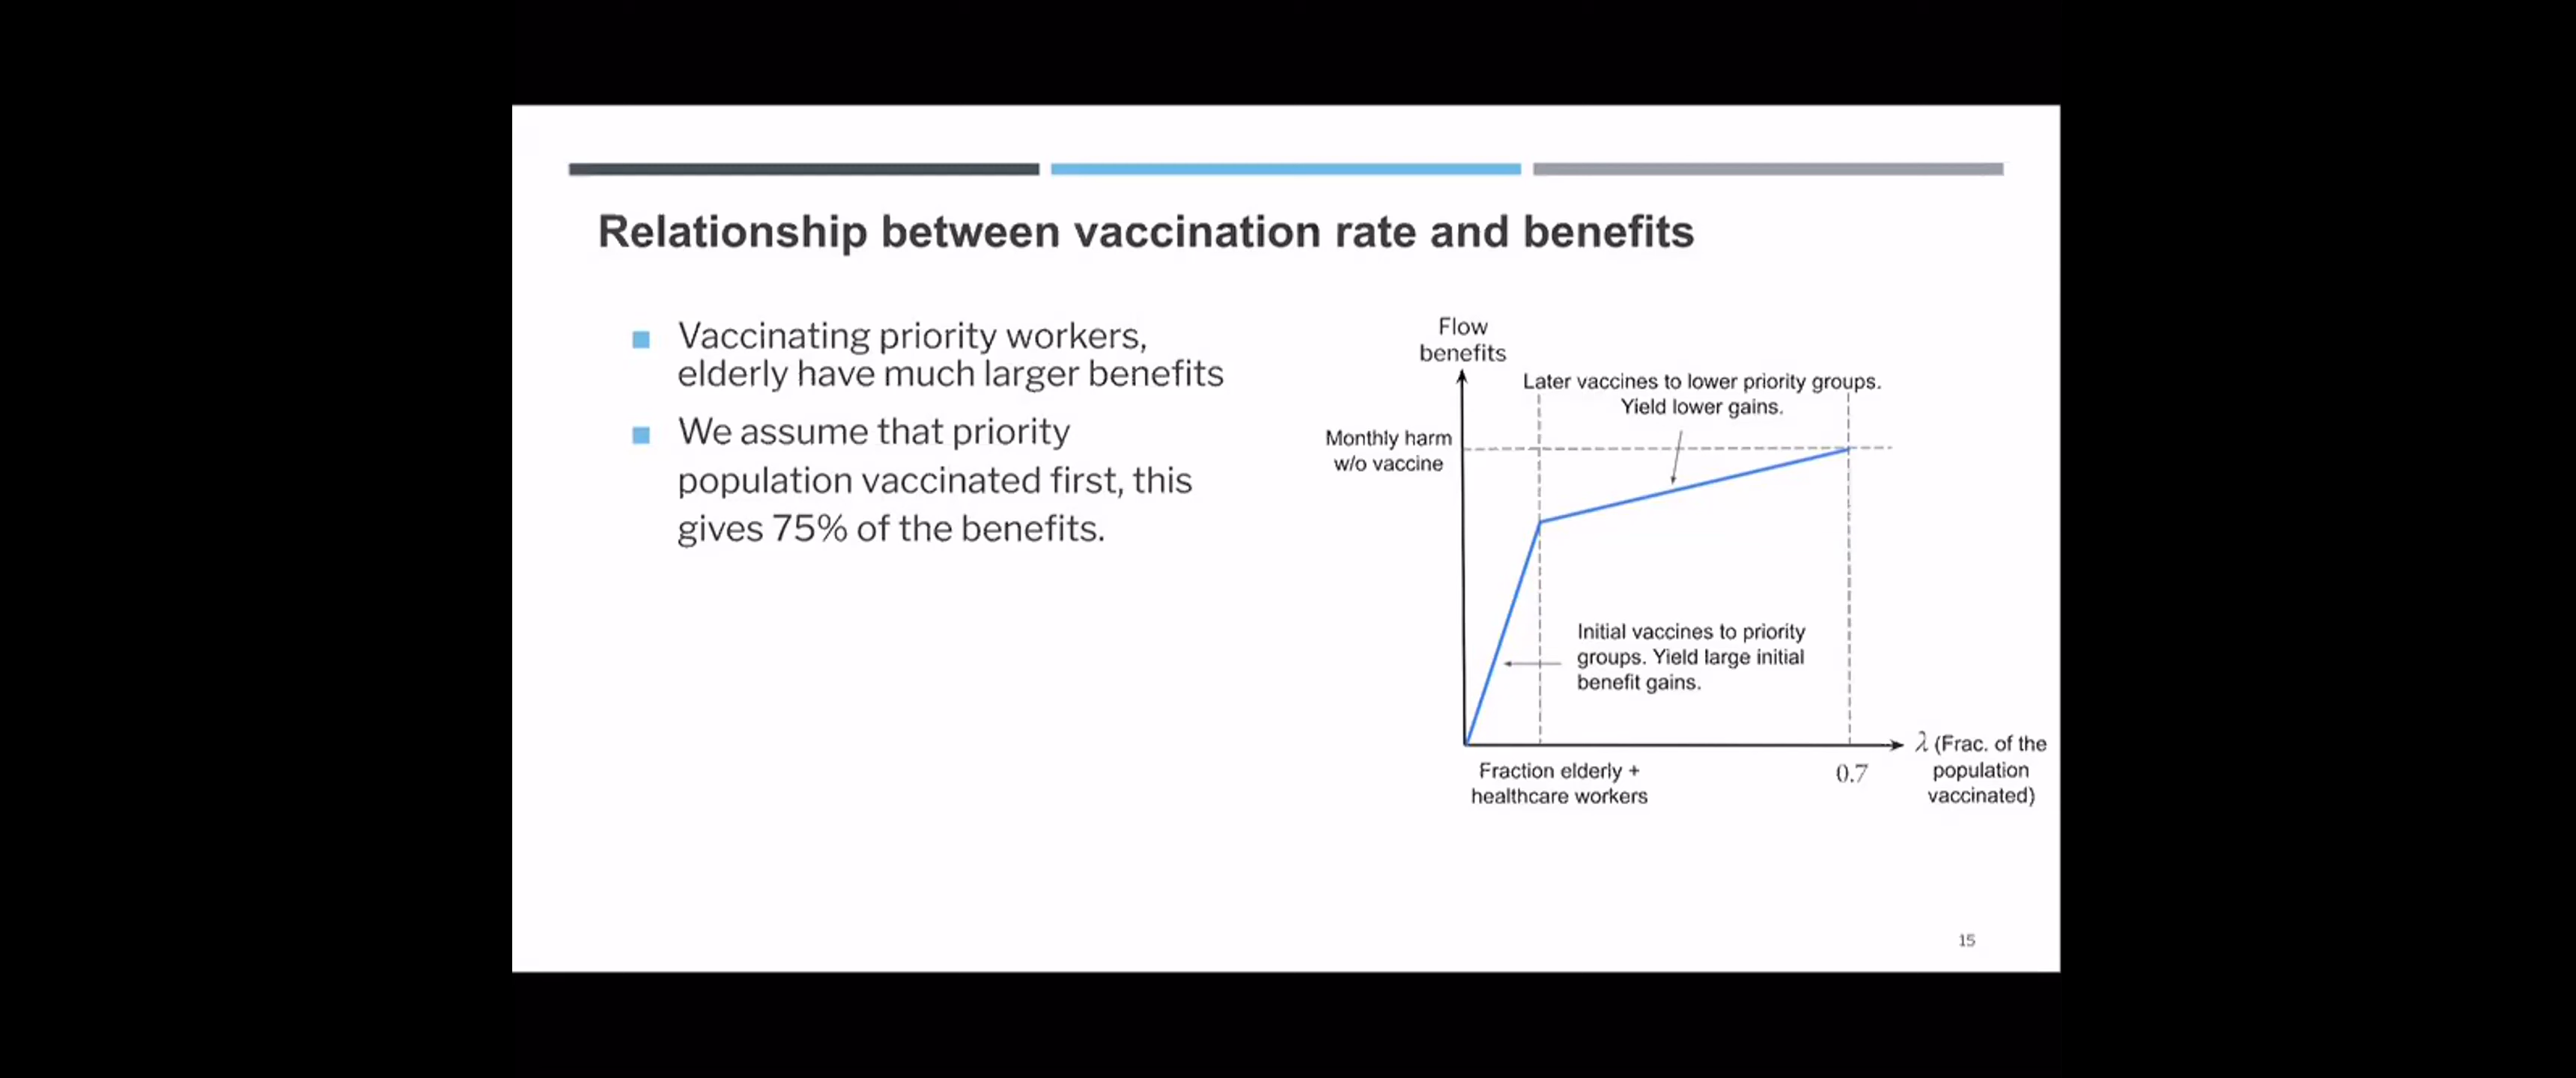 Relationship between vaccination rate and benefits
Vaccinating priority workers,
elderly have much larger benefits
We assume that priority
population vaccinated first, this
gives 75% of the benefits.
Flow
benefits
Later vaccines to lower priority groups.
Yield lower gains.
Monthly harm
w/o vaccine
Initial vaccines to priority
groups. Yield large initial
benefit gains.
Fraction elderly +
healthcare workers
0.7
λ (Frac. of the
population
vaccinated)
15